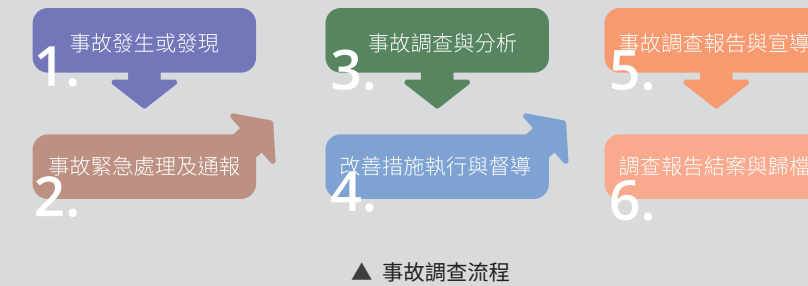 1. 事故發生或發現
2. 事故緊急處理及通報
3. 事故調查與分析
4. 改善措施執行與督導
5. 事故調查報告與宣導
6. 調查報告結案與歸檔
▲ 事故調查流程